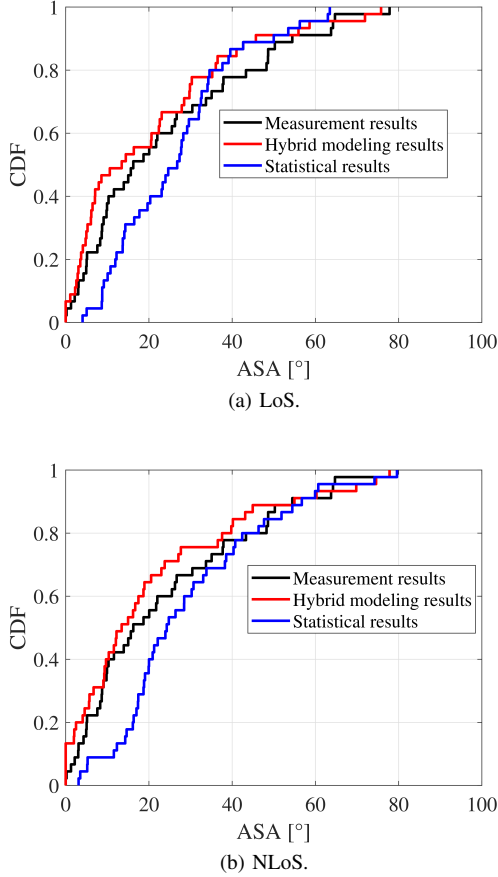 1
0.8
0.6
0.4
0.2
0
CDF
Measurement results
Hybrid modeling results
Statistical results
0 20 40 60 80 100
ASA [°]
(a) LoS.
1
0.8
0.6
0.4
0.2
0
CDF
Measurement results
Hybrid modeling results
Statistical results
0 20 40 60 80 100
ASA [°]
(b) NLoS.